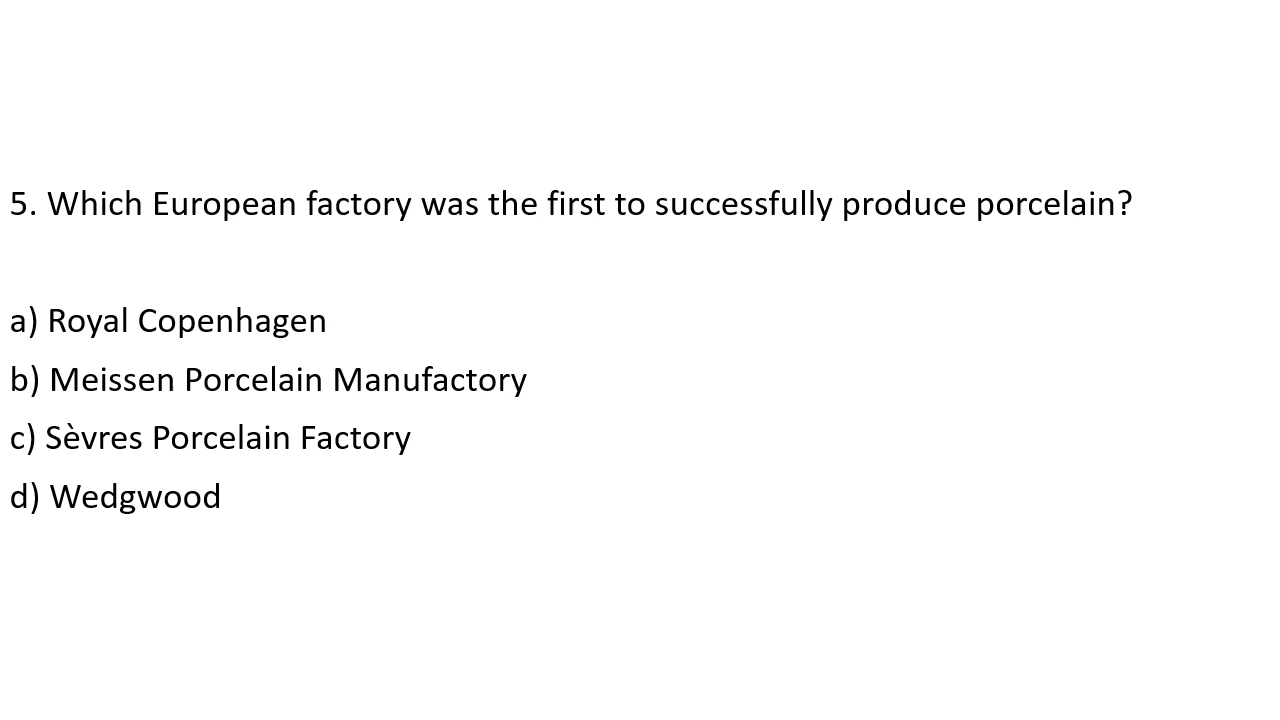 5. Which European factory was the first to successfully produce porcelain?
a) Royal Copenhagen
b) Meissen Porcelain Manufactory
c) Sèvres Porcelain Factory
d) Wedgwood